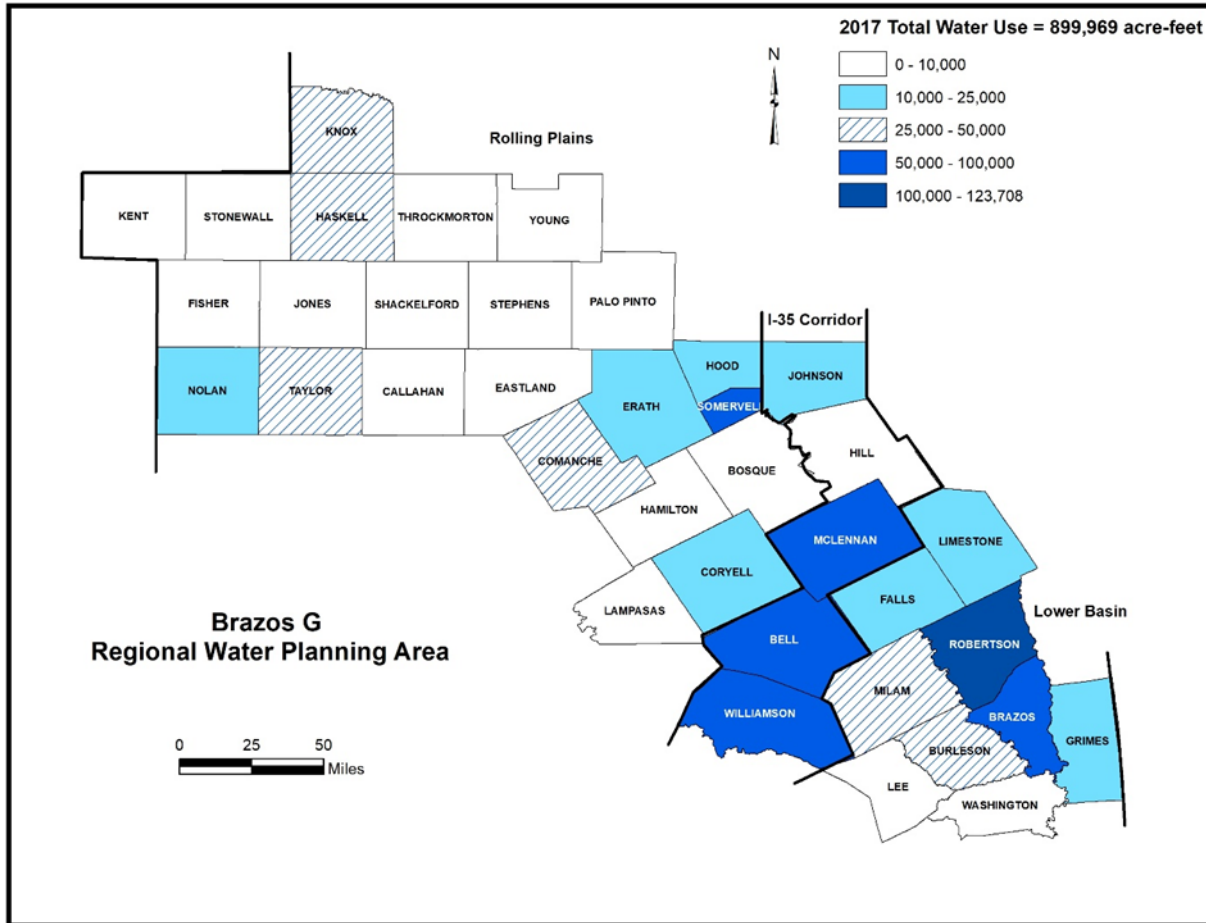 2017 Total Water Use = 899,969 acre-feet
N
0 - 10,000
10,000 - 25,000
25,000 - 50,000
50,000 - 100,000
100,000 - 123,708
KNOX
Rolling Plains
KENT
STONEWALL
HASKELL
THROCKMORTON
YOUNG
FISHER
JONES
SHACKELFORD
STEPHENS
PALO PINTO
I-35 Corridor
NOLAN
TAYLOR
CALLAHAN
EASTLAND
ERATH
HOOD
JOHNSON
SOMERVELL
COMANCHE
BOSQUE
HILL
HAMILTON
MCLENNAN
LIMESTONE
CORYELL
FALLS
LAMPASAS
Lower Basin
BELL
ROBERTSON
Brazos G
Regional Water Planning Area
MILAM
WILLIAMSON
BRAZOS
GRIMES
BURLESON
LEE
WASHINGTON
0 25 50
Miles